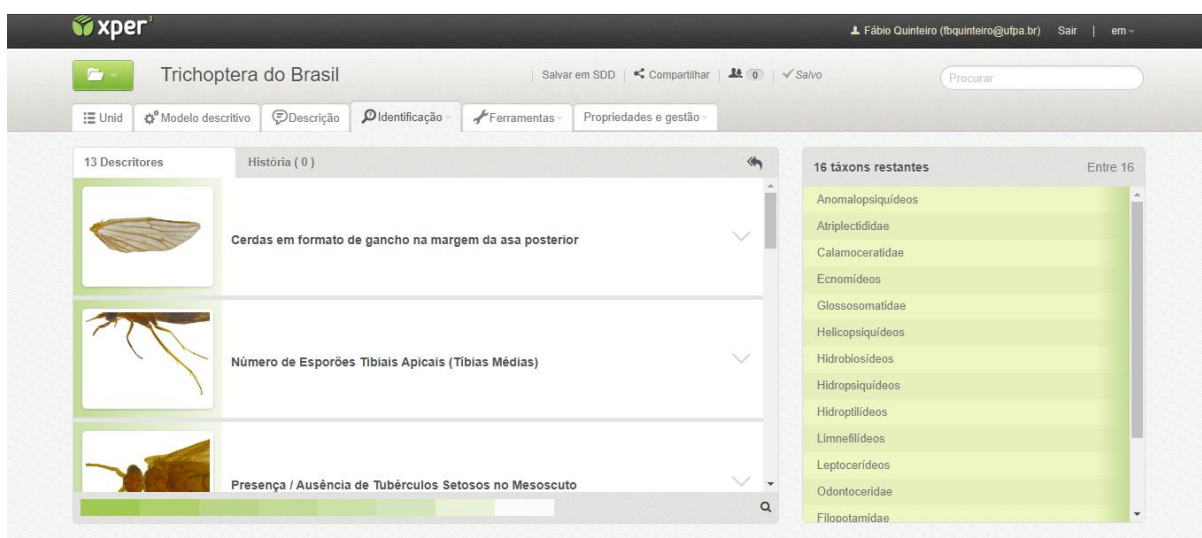 xper³
Fábio Quinteiro (fbquinteiro@ufpa.br) Sair | em
Trichoptera do Brasil
Salvar em SDD | Compartilhar | 0 | Salvo
Procurar
Unid
Modelo descritivo
Descrição
Identificação
Ferramentas
Propriedades e gestão
13 Descritores
História ( 0 )
Cerdas em formato de gancho na margem da asa posterior
Número de Esporões Tibiais Apicais (Tíbias Médias)
Presença / Ausência de Tubérculos Setosos no Mesoscuto
16 táxons restantes
Entre 16
Anomalopsiquídeos
Atriplectididae
Calamoceratidae
Ecnomídeos
Glossosomatidae
Helicopsiquídeos
Hidrobiosídeos
Hidropsiquídeos
Hidroptilídeos
Limnefilídeos
Leptocerídeos
Odontoceridae
Filopotamidae